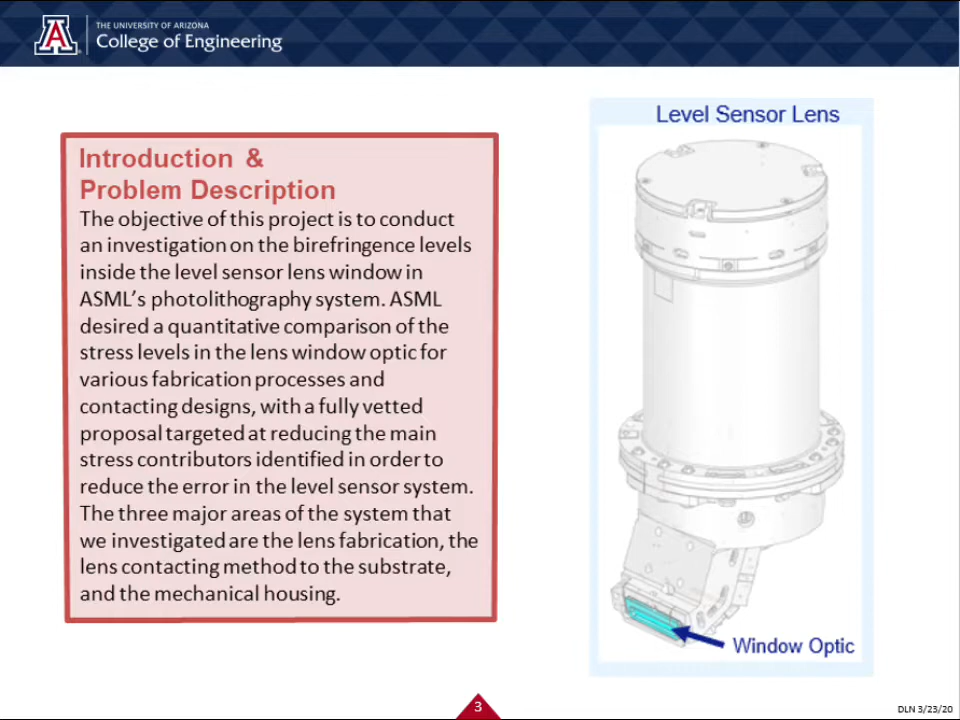 THE UNIVERSITY OF ARIZONA
College of Engineering
Level Sensor Lens
Introduction &
Problem Description
The objective of this project is to conduct
an investigation on the birefringence levels
inside the level sensor lens window in
ASML's photolithography system. ASML
desired a quantitative comparison of the
stress levels in the lens window optic for
various fabrication processes and
contacting designs, with a fully vetted
proposal targeted at reducing the main
stress contributors identified in order to
reduce the error in the level sensor system.
The three major areas of the system that
we investigated are the lens fabrication, the
lens contacting method to the substrate,
and the mechanical housing.
Window Optic
3
DLN 3/23/20